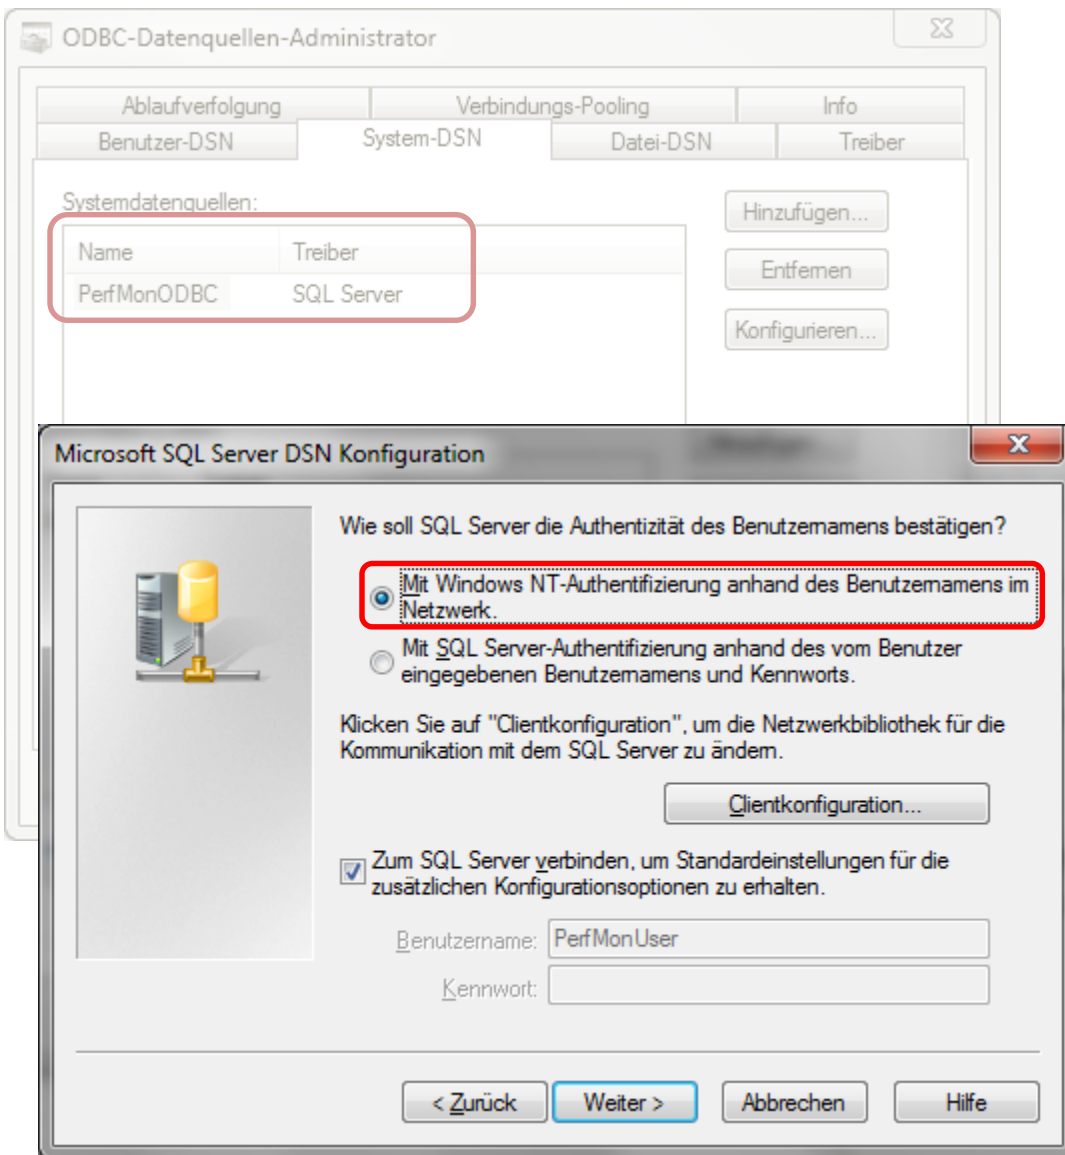 ODBC-Datenquellen-Administrator
Ablaufverfolgung Verbindungs-Pooling Info
Benutzer-DSN System-DSN Datei-DSN Treiber
Systemdatenquellen:
Hinzufügen...
Name Treiber
Entfernen
PerfMonODBC SQL Server
Konfigurieren...
Microsoft SQL Server DSN Konfiguration
Wie soll SQL Server die Authentizität des Benutzernamens bestätigen?
Mit Windows NT-Authentifizierung anhand des Benutzernamens im
Netzwerk.
Mit SQL Server-Authentifizierung anhand des vom Benutzer
eingegebenen Benutzernamens und Kennworts.
Klicken Sie auf "Clientkonfiguration", um die Netzwerkbibliothek für die
Kommunikation mit dem SQL Server zu ändern.
Clientkonfiguration...
Zum SQL Server verbinden, um Standardeinstellungen für die
zusätzlichen Konfigurationsoptionen zu erhalten.
Benutzername: PerfMonUser
Kennwort:
< Zurück Weiter > Abbrechen Hilfe